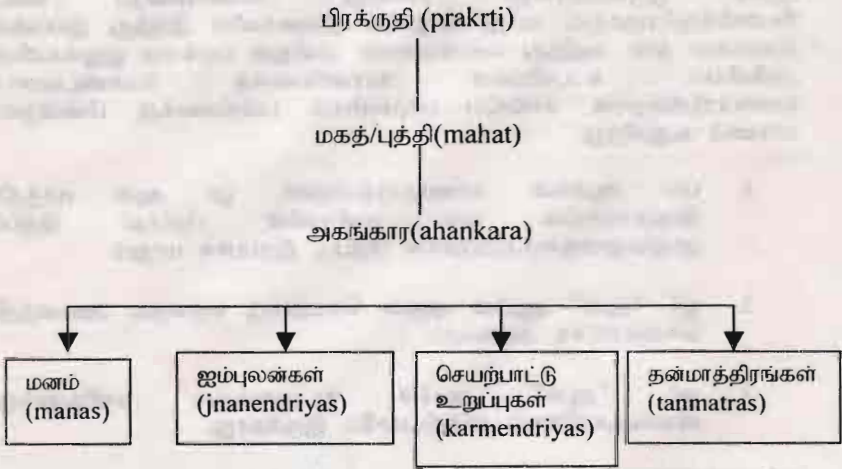 பிரக்ருதி (prakrti)
மகத்/புத்தி(mahat)
அகங்கார(ahankara)
மனம்
(manas)
ஐம்புலன்கள்
(jnanendriyas)
செயற்பாட்டு
உறுப்புகள்
(karmendriyas)
தன்மாத்திரங்கள்
(tanmatras)